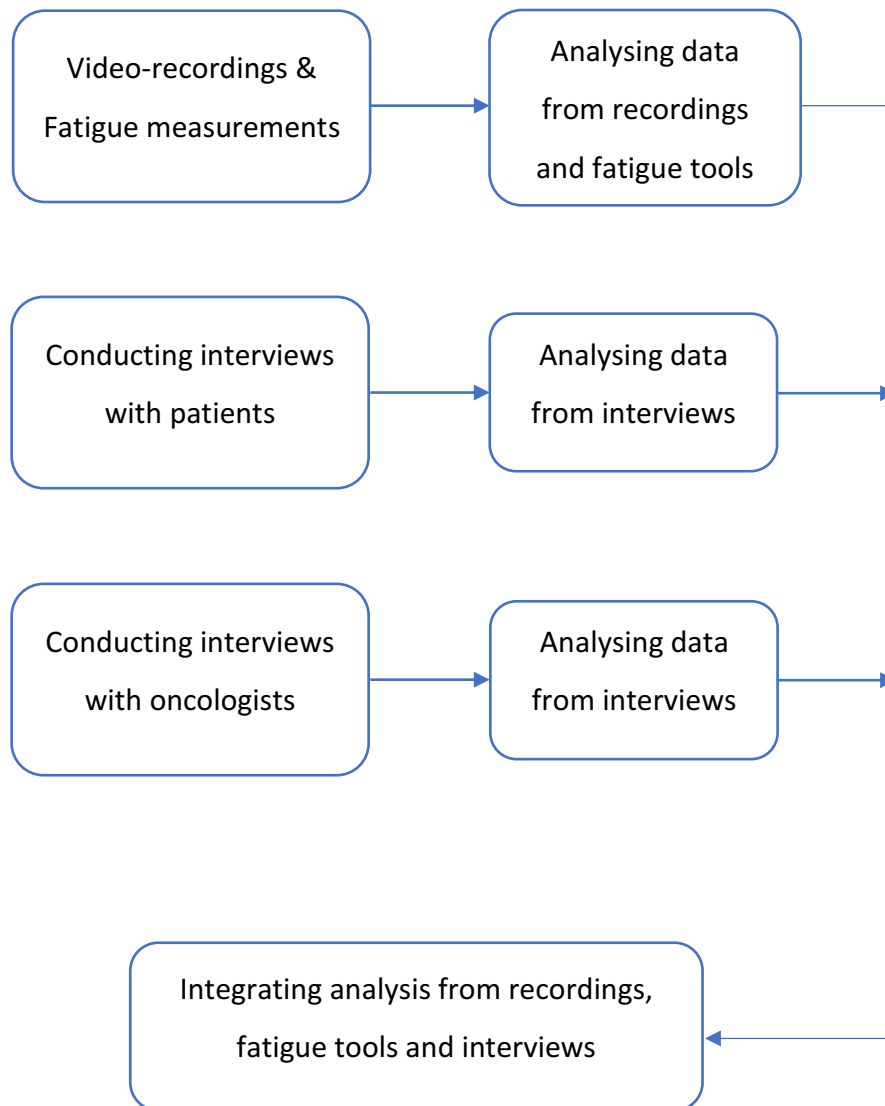 Video-recordings &
Fatigue measurements
Analysing data
from recordings
and fatigue tools
Conducting interviews
with patients
Analysing data
from interviews
Conducting interviews
with oncologists
Analysing data
from interviews
Integrating analysis from recordings,
fatigue tools and interviews